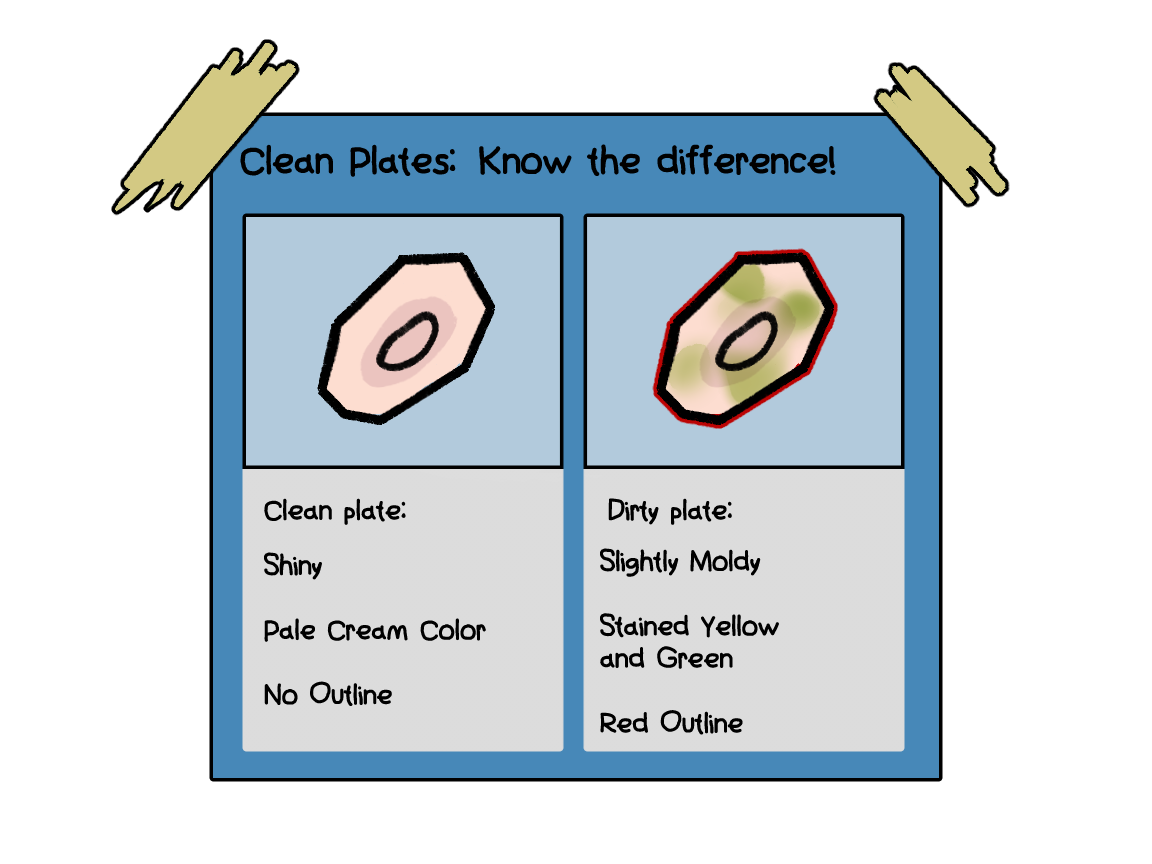 Clean Plates: Know the difference!
Clean plate:
Shiny
Pale Cream Color
No Outline
Dirty plate:
Slightly Moldy
Stained Yellow
and Green
Red Outline